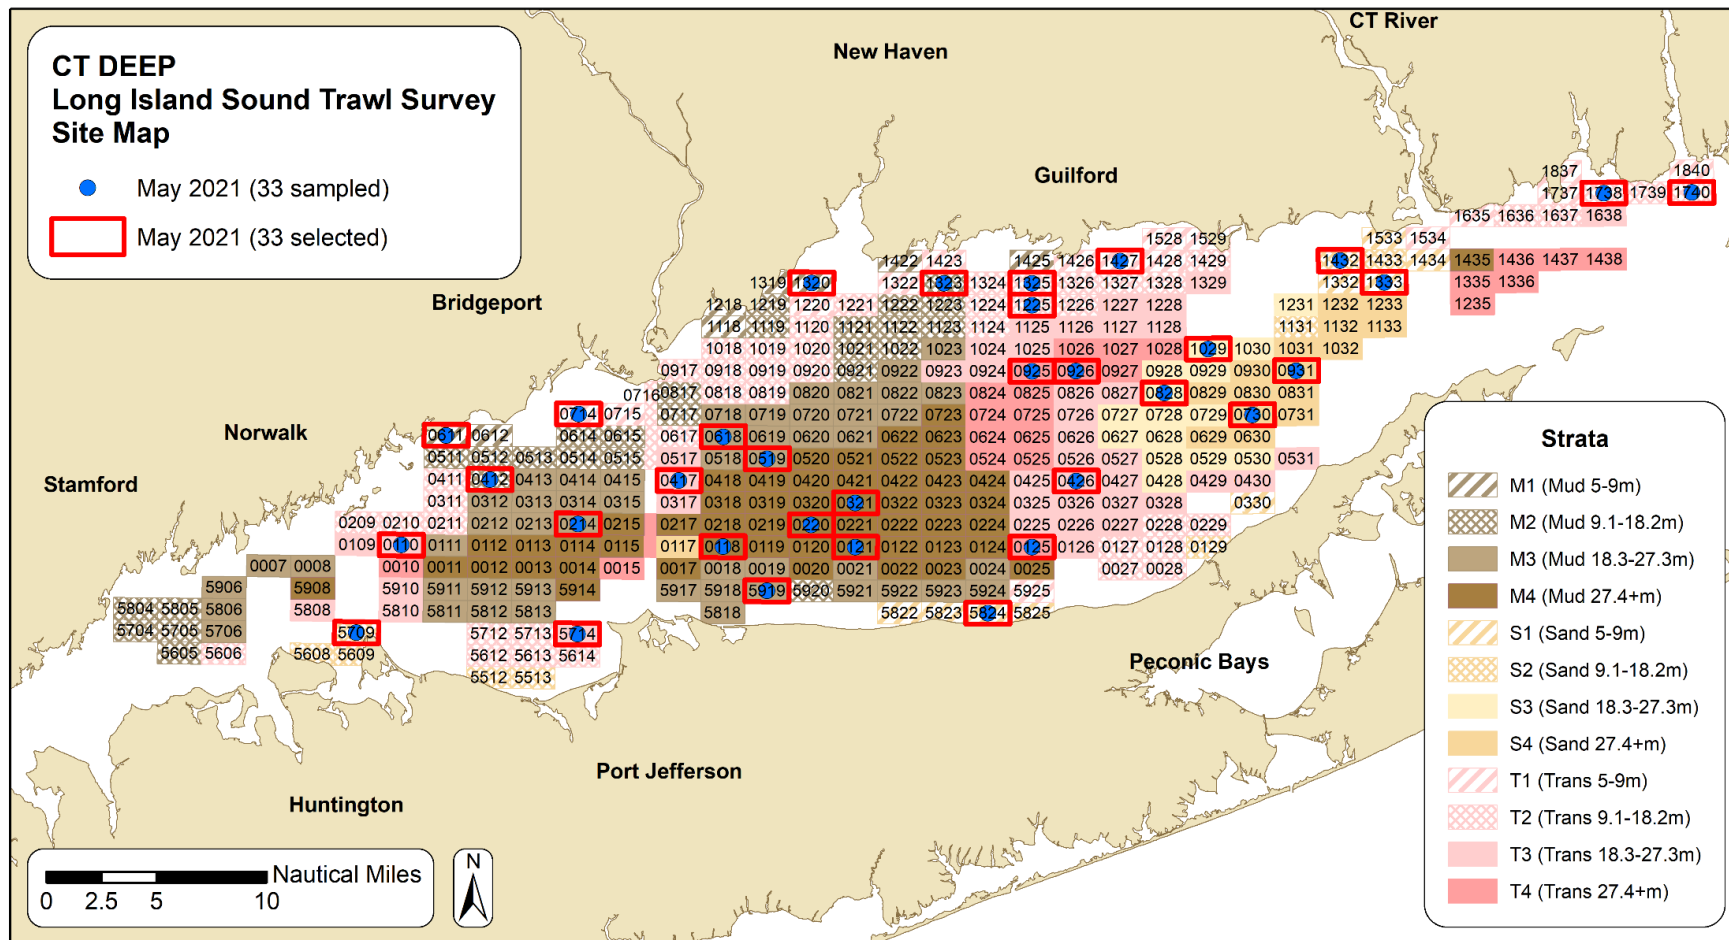 CT DEEP
Long Island Sound Trawl Survey
Site Map
May 2021 (33 sampled)
May 2021 (33 selected)
CT River
New Haven
Guilford
Bridgeport
Norwalk
Stamford
Peconic Bays
Port Jefferson
Huntington
1837 1840
1737 1738 1739 1740
1635 1636 1637 1638
1528 1529 1533 1534
1422 1423 1425 1426 1427 1428 1429 1432 1433 1434 1435 1436 1437 1438
1319 1320 1322 1323 1324 1325 1326 1327 1328 1329 1332 1333 1335 1336
1218 1219 1220 1221 1222 1223 1224 1225 1226 1227 1228 1231 1232 1233 1235
1118 1119 1120 1121 1122 1123 1124 1125 1126 1127 1128 1131 1132 1133
1018 1019 1020 1021 1022 1023 1024 1025 1026 1027 1028 1029 1030 1031 1032
0917 0918 0919 0920 0921 0922 0923 0924 0925 0926 0927 0928 0929 0930 0931
0716 0817 0818 0819 0820 0821 0822 0823 0824 0825 0826 0827 0828 0829 0830 0831
0714 0715 0717 0718 0719 0720 0721 0722 0723 0724 0725 0726 0727 0728 0729 0730 0731
0611 0612 0614 0615 0617 0618 0619 0620 0621 0622 0623 0624 0625 0626 0627 0628 0629 0630
0511 0512 0513 0514 0515 0517 0518 0519 0520 0521 0522 0523 0524 0525 0526 0527 0528 0529 0530 0531
0411 0412 0413 0414 0415 0417 0418 0419 0420 0421 0422 0423 0424 0425 0426 0427 0428 0429 0430
0311 0312 0313 0314 0315 0317 0318 0319 0320 0321 0322 0323 0324 0325 0326 0327 0328 0330
0209 0210 0211 0212 0213 0214 0215 0217 0218 0219 0220 0221 0222 0223 0224 0225 0226 0227 0228 0229
0109 0110 0111 0112 0113 0114 0115 0117 0118 0119 0120 0121 0122 0123 0124 0125 0126 0127 0128 0129
0007 0008 0010 0011 0012 0013 0014 0015 0017 0018 0019 0020 0021 0022 0023 0024 0025 0027 0028
5906 5908 5910 5911 5912 5913 5914 5917 5918 5919 5920 5921 5922 5923 5924 5925
5804 5805 5806 5808 5810 5811 5812 5813 5818 5822 5823 5824 5825
5704 5705 5706 5709 5712 5713 5714
5605 5606 5608 5609 5612 5613 5614
5512 5513
Strata
M1 (Mud 5-9m)
M2 (Mud 9.1-18.2m)
M3 (Mud 18.3-27.3m)
M4 (Mud 27.4+m)
S1 (Sand 5-9m)
S2 (Sand 9.1-18.2m)
S3 (Sand 18.3-27.3m)
S4 (Sand 27.4+m)
T1 (Trans 5-9m)
T2 (Trans 9.1-18.2m)
T3 (Trans 18.3-27.3m)
T4 (Trans 27.4+m)
Nautical Miles
0 2.5 5 10
N